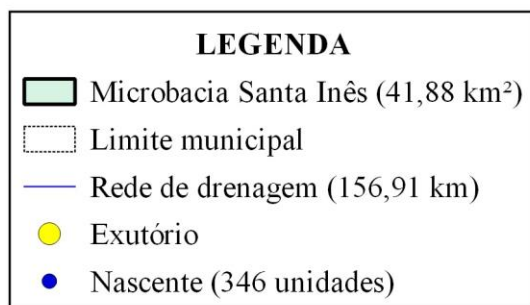 LEGENDA
Microbacia Santa Inês (41,88 km²)
Limite municipal
Rede de drenagem (156,91 km)
Exutório
Nascente (346 unidades)